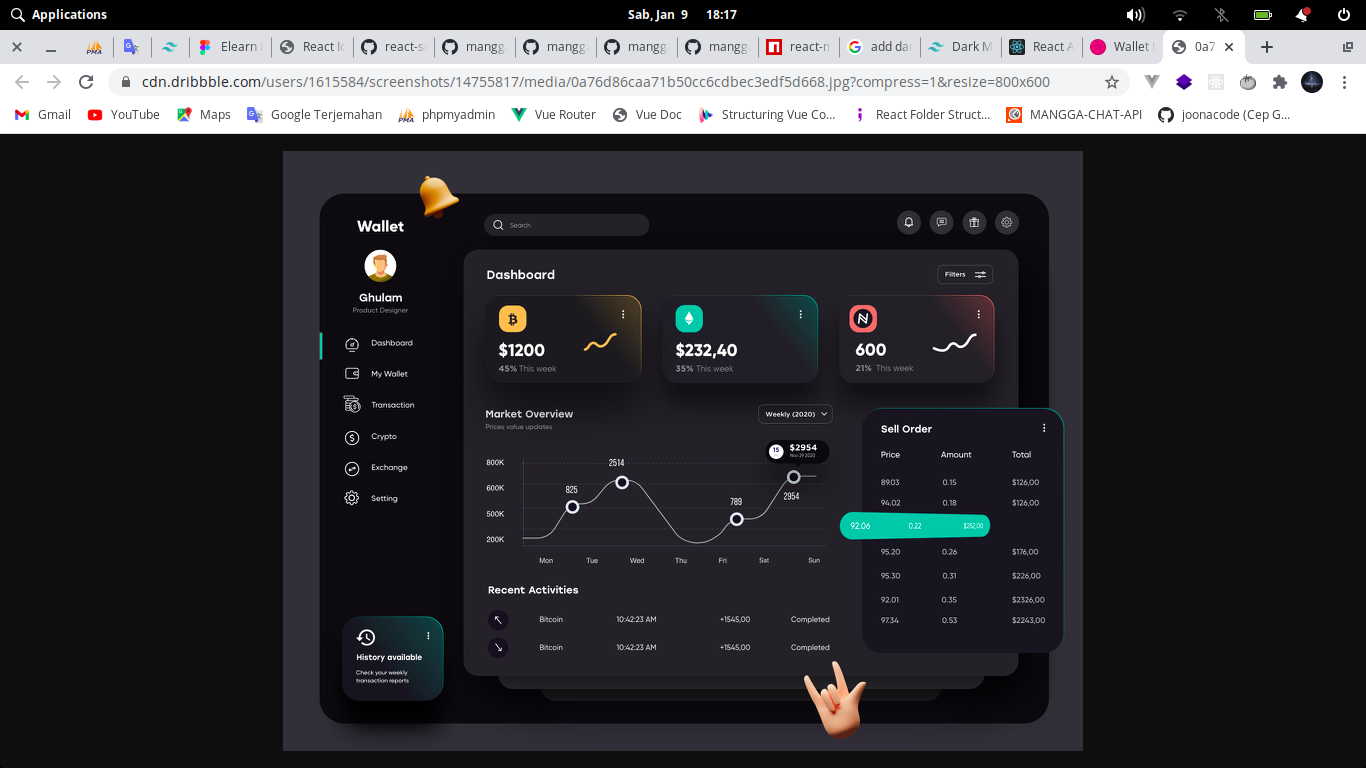 Applications
Sab, Jan 9 18:17
Elearn
React Ic
react-s
mangg
mangg
mangg
mangg
react-m
add da
Dark M
React A
Wallet
0a7
cdn.dribbble.com/users/1615584/screenshots/14755817/media/0a76d86caa71b50cc6cdbec3edf5d668.jpg?compress=1&resize=800x600
Gmail YouTube Maps Google Terjemahan phpmyadmin Vue Router Vue Doc Structuring Vue Co... React Folder Struct... MANGGA-CHAT-API joonacode (Cep G...
Wallet
Search
Ghulam
Product Designer
Dashboard
My Wallet
Transaction
Crypto
Exchange
Setting
History available
Check your weekly
transaction reports
Dashboard
Filters
$1200
45% This week
$232,40
35% This week
600
21% This week
Market Overview
Prices value updates
Weekly (2020)
15
$2954
Nov 29 2020
800K
600K
500K
200K
825
2514
789
2954
Mon Tue Wed Thu Fri Sat Sun
Recent Activities
Bitcoin 10:42:23 AM +1545,00 Completed
Bitcoin 10:42:23 AM +1545,00 Completed
Sell Order
Price Amount Total
89.03 0.15 $126,00
94.02 0.18 $126,00
92.06 0.22 $252,00
95.20 0.26 $176,00
95.30 0.31 $226,00
92.01 0.35 $2326,00
97.34 0.53 $2243,00